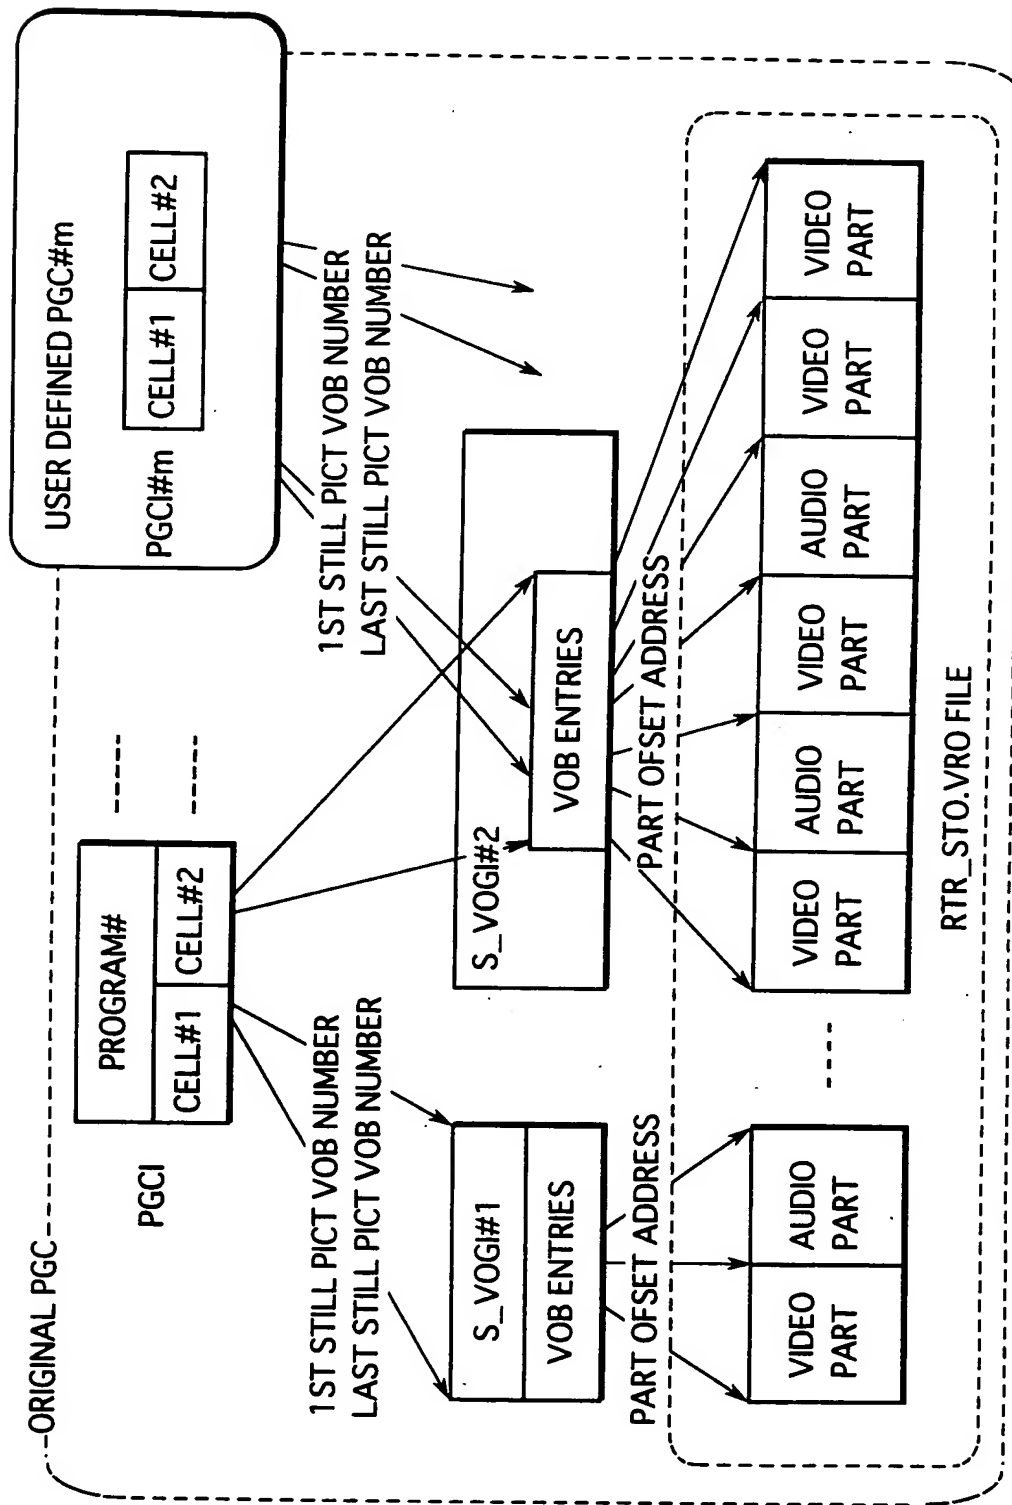 ORIGINAL PGC
USER DEFINED PGC#m
PGCI
PROGRAM#
CELL#1
CELL#2
PGCI#m
CELL#1
CELL#2
1ST STILL PICT VOB NUMBER
LAST STILL PICT VOB NUMBER
1ST STILL PICT VOB NUMBER
LAST STILL PICT VOB NUMBER
S_VOGI#1
VOB ENTRIES
S_VOGI#2
VOB ENTRIES
PART OFSET ADDRESS
PART OFSET ADDRESS
VIDEO
PART
AUDIO
PART
VIDEO
PART
AUDIO
PART
VIDEO
PART
AUDIO
PART
VIDEO
PART
VIDEO
PART
RTR_STO.VRO FILE